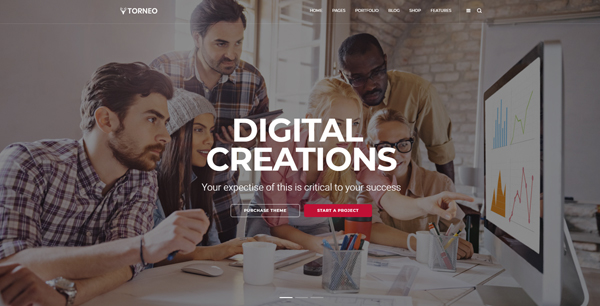 TORNEO
HOME PAGES PORTFOLIO BLOG SHOP FEATURES
DIGITAL
CREATIONS
Your expectise of this is critical to your success
PURCHASE THEME START A PROJECT